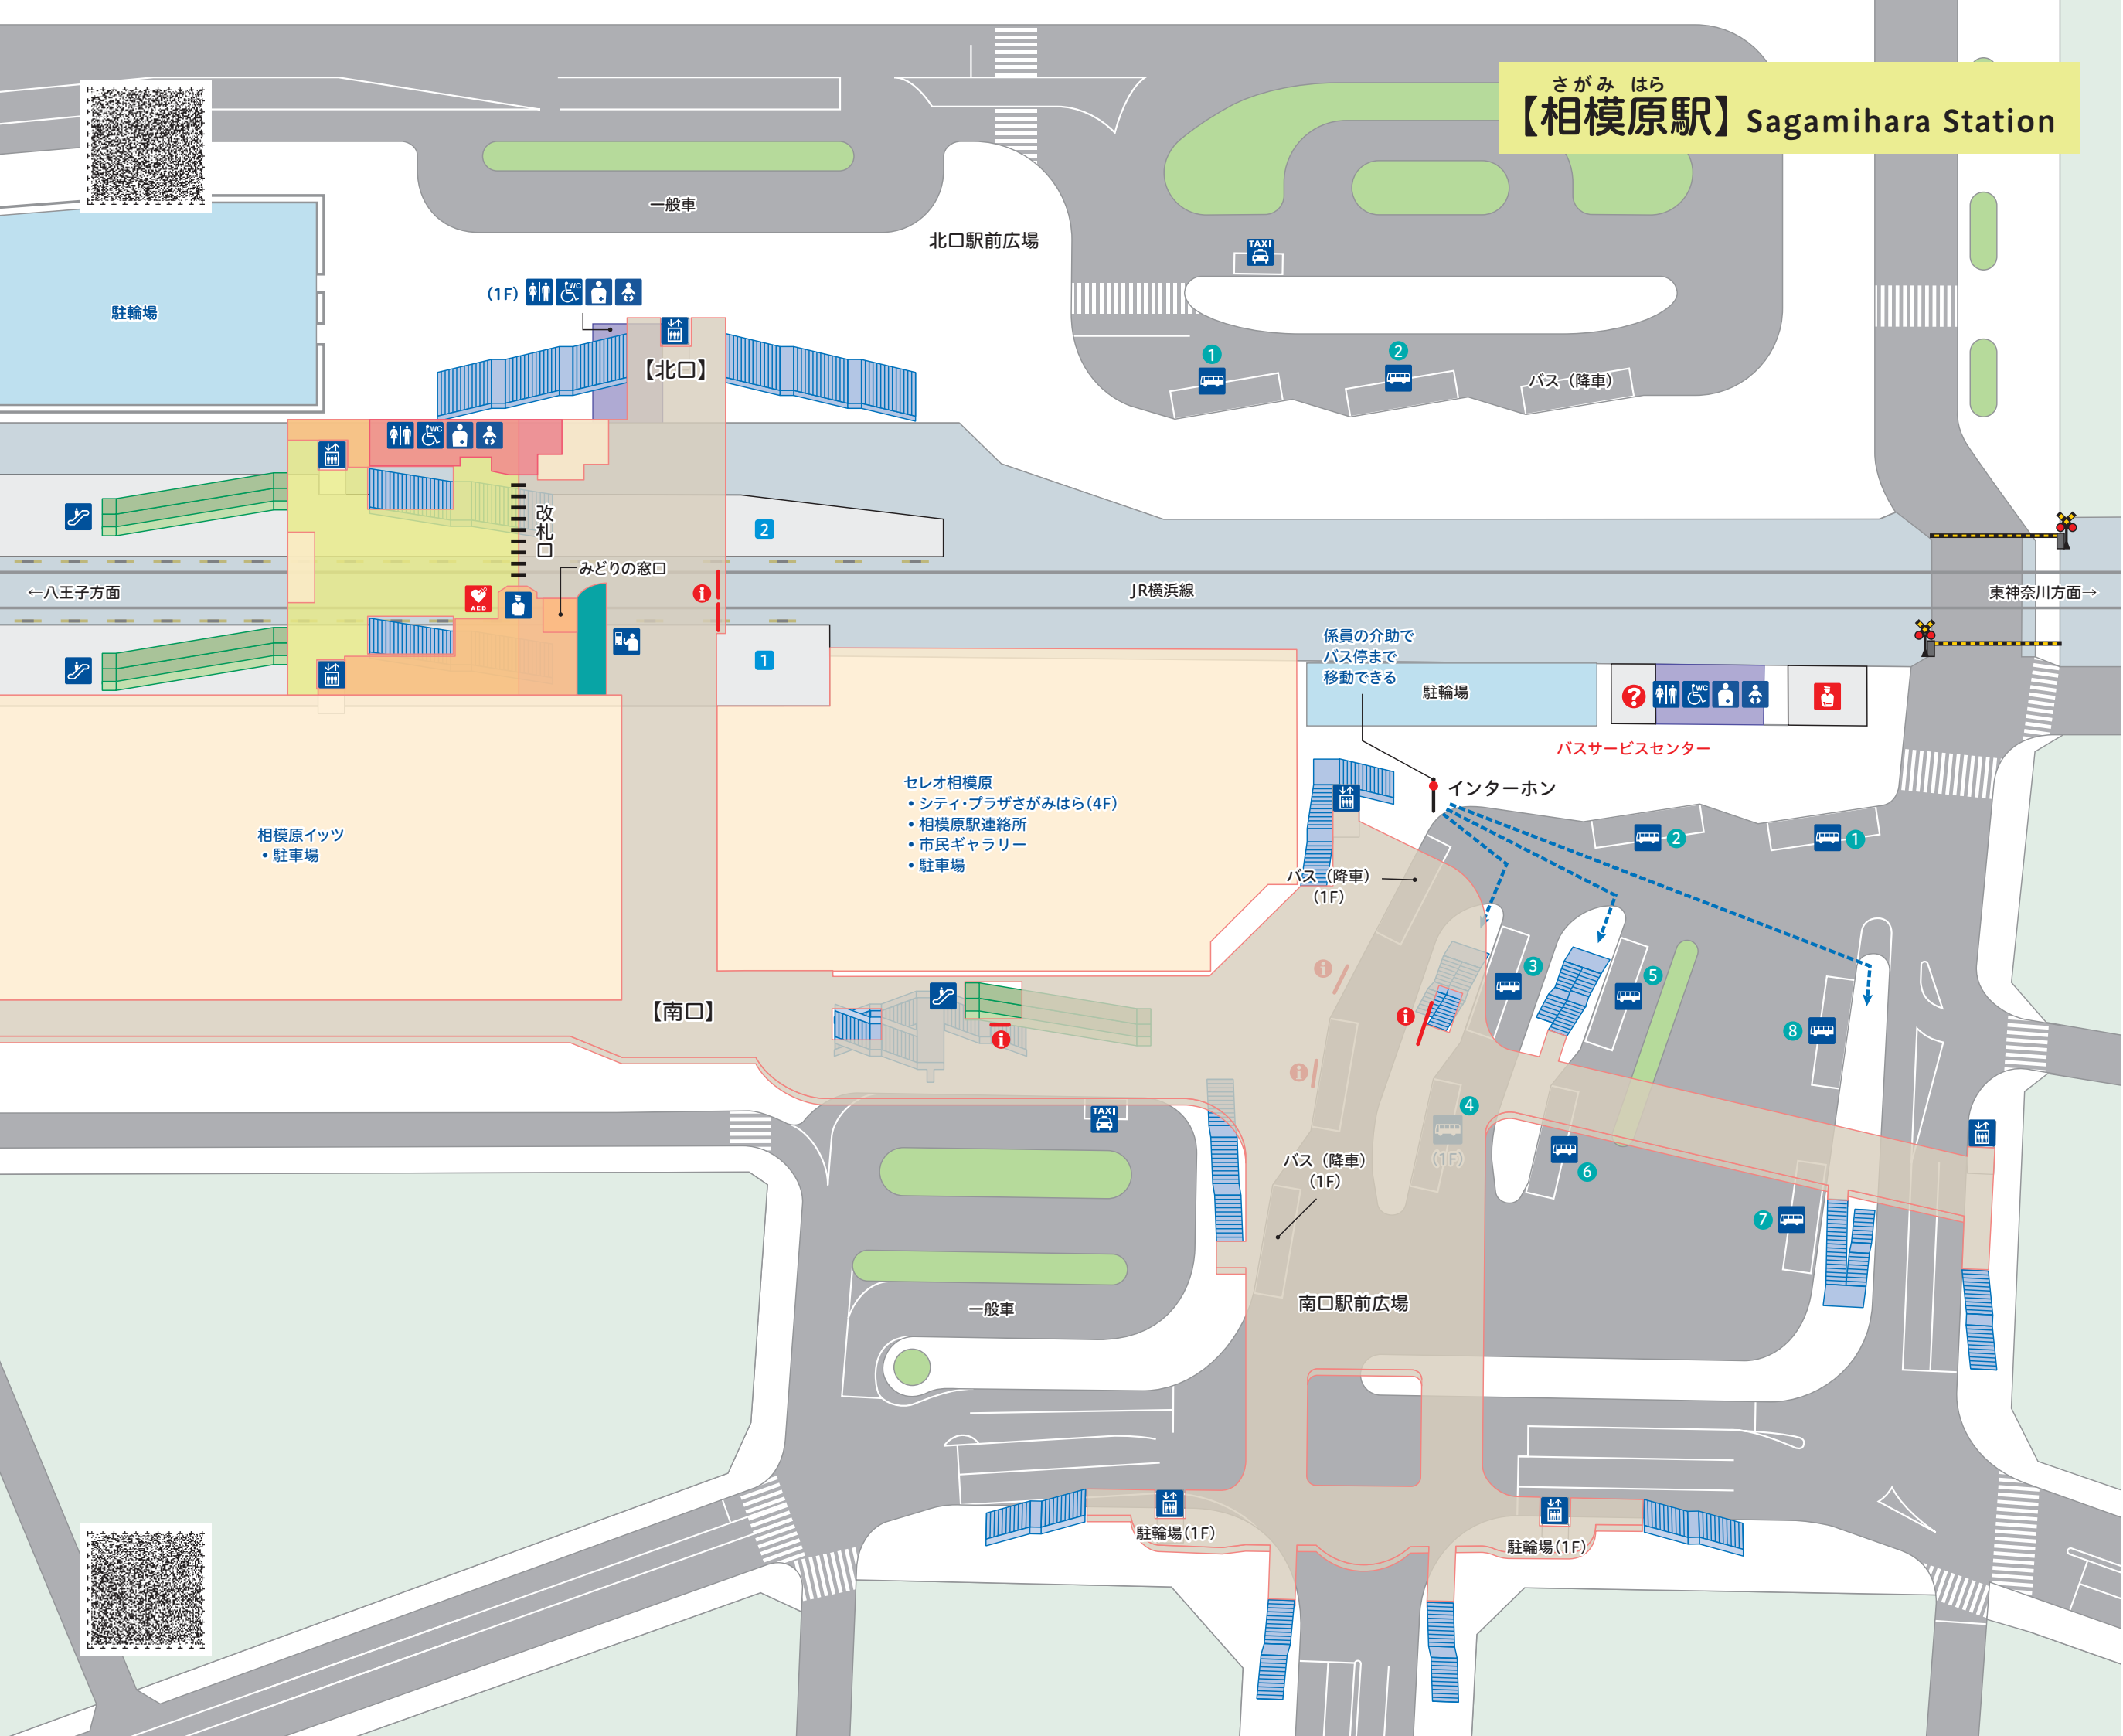 さがみ はら
【相模原駅】 Sagamihara Station
一般車
北口駅前広場
TAXI
駐輪場
(1F)
WC
【北口】
1
2
バス（降車）
WC
改札口
2
みどりの窓口
←八王子方面
AED
JR横浜線
東神奈川方面→
1
係員の介助で
バス停まで
移動できる
駐輪場
?
WC
バスサービスセンター
インターホン
セレオ相模原
・シティ・プラザさがみはら(4F)
・相模原駅連絡所
・市民ギャラリー
・駐車場
相模原イッツ
・駐車場
2
1
バス（降車）
(1F)
3
5
【南口】
8
TAXI
4
(1F)
6
バス（降車）
(1F)
7
一般車
南口駅前広場
駐輪場(1F)
駐輪場(1F)